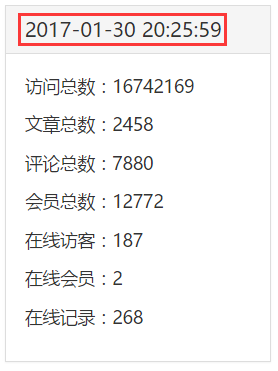 2017-01-30 20:25:59
访问总数：16742169
文章总数：2458
评论总数：7880
会员总数：12772
在线访客：187
在线会员：2
在线记录：268